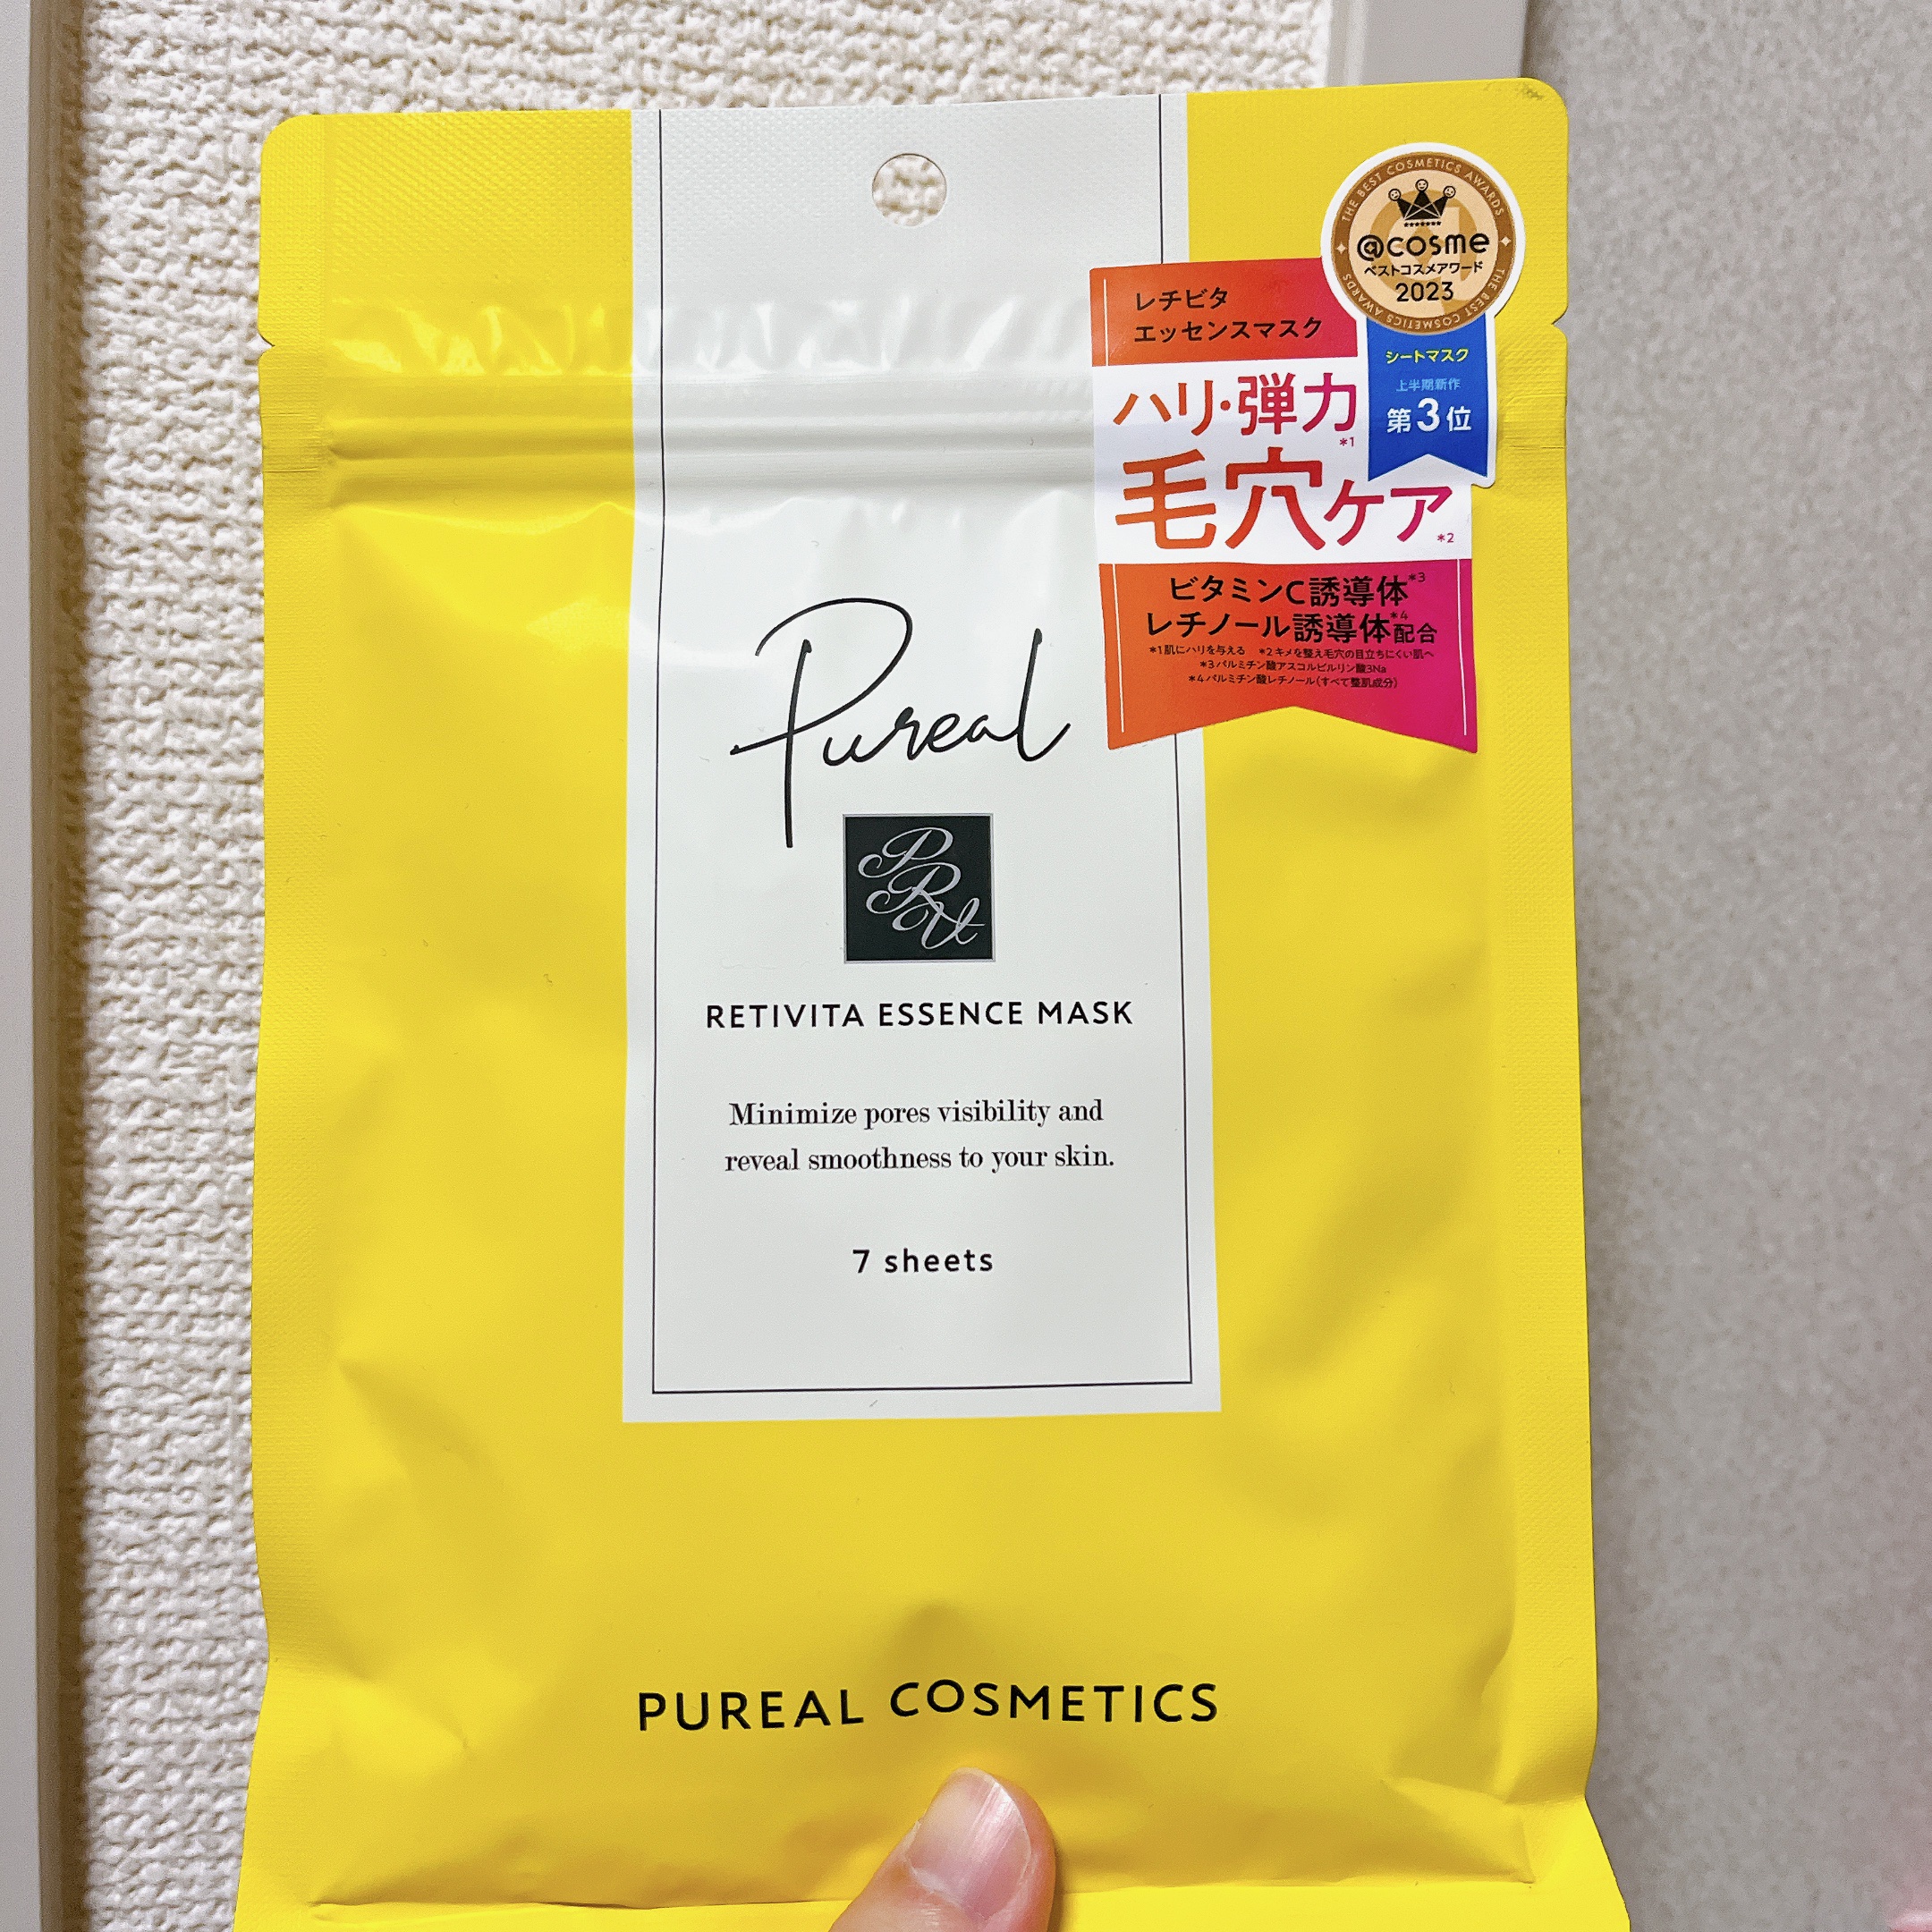 THE BEST COSMETICS AWARDS
@cosme
ベストコスメアワード
2023
THE BEST COSMETICS AWARDS
シートマスク
上半期新作
第3位
レチビタ
エッセンスマスク
ハリ・弾力*1
毛穴ケア*2
ビタミンC誘導体*3
レチノール誘導体*4配合
*1肌にハリを与える *2キメを整え毛穴の目立ちにくい肌へ
*3パルミチン酸アスコルビルリン酸3Na
*4パルミチン酸レチノール(すべて整肌成分)
Pureal
PRV
RETIVITA ESSENCE MASK
Minimize pores visibility and
reveal smoothness to your skin.
7 sheets
PUREAL COSMETICS